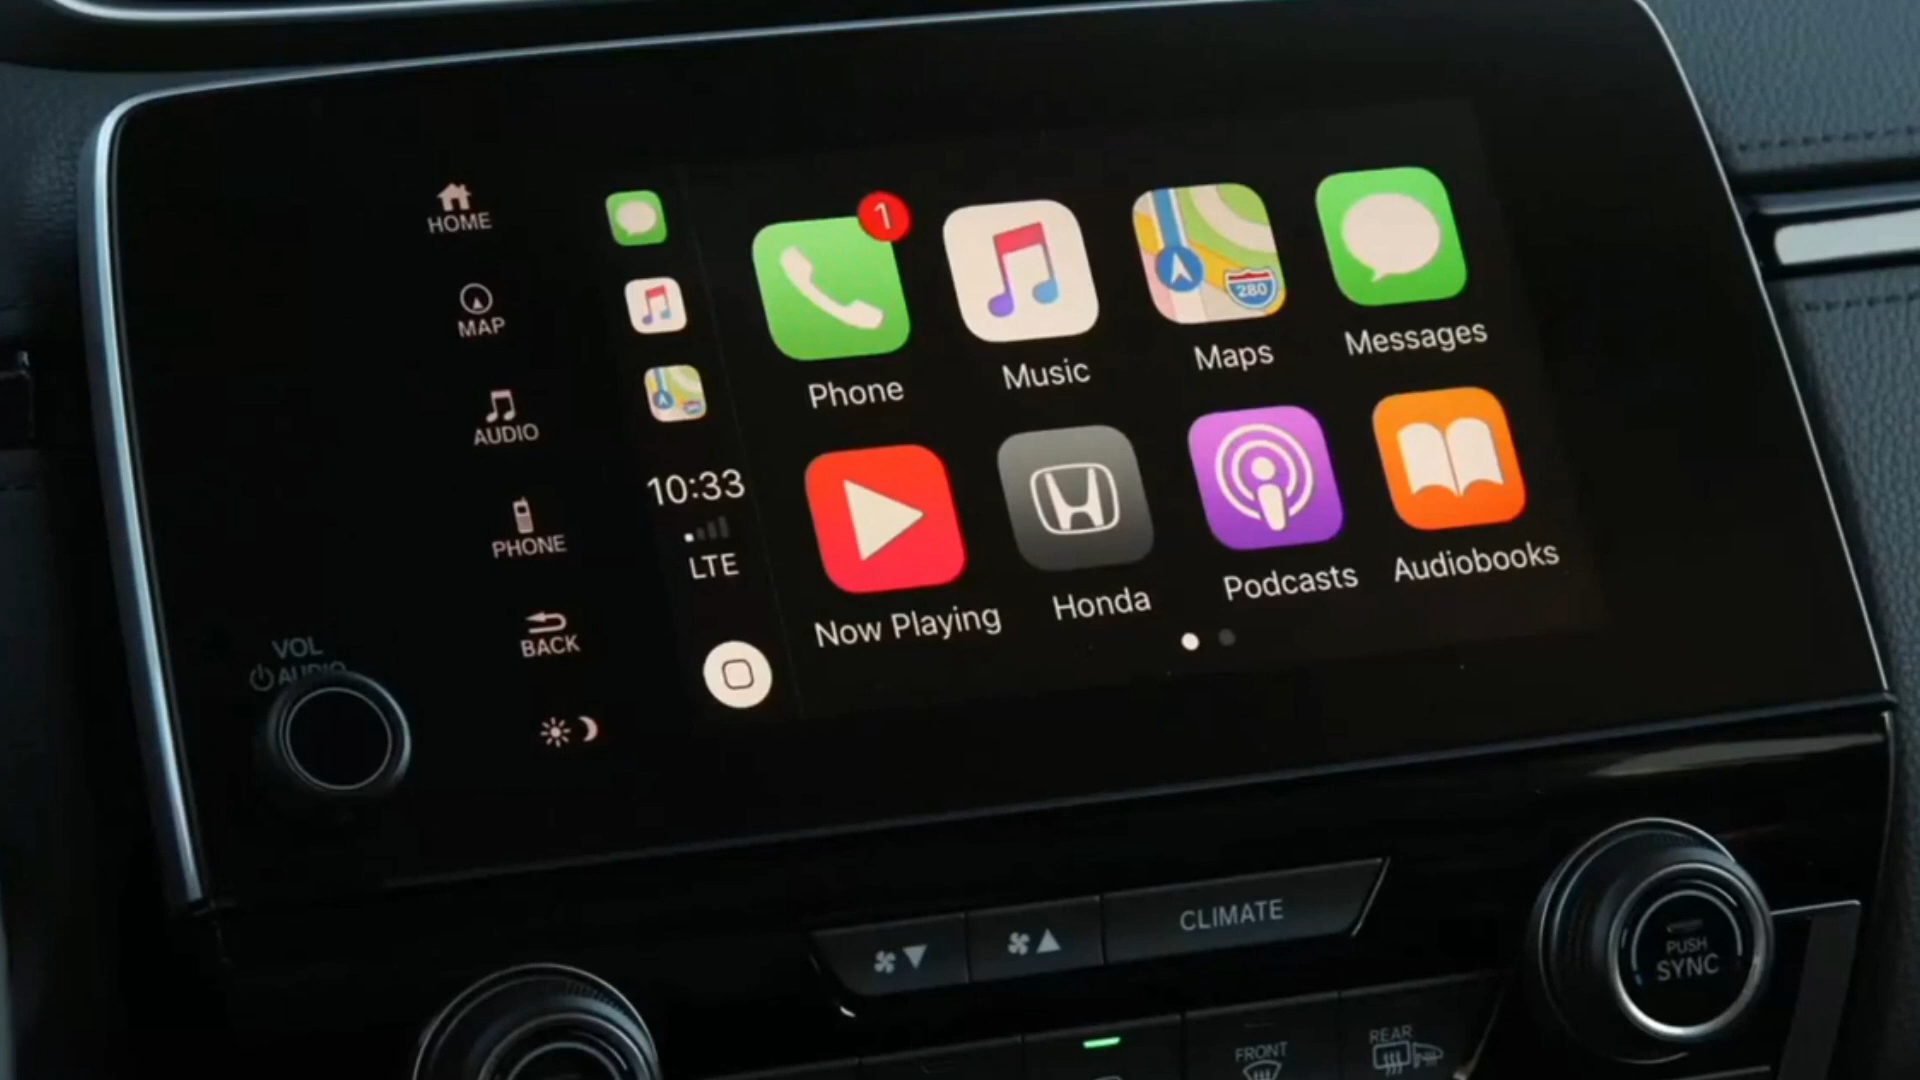 HOME
MAP
AUDIO
PHONE
BACK
VOL
AUDIO
10:33
LTE
1
Phone
Music
280
Maps
Messages
Now Playing
Honda
Podcasts
Audiobooks
CLIMATE
PUSH
SYNC
FRONT
REAR